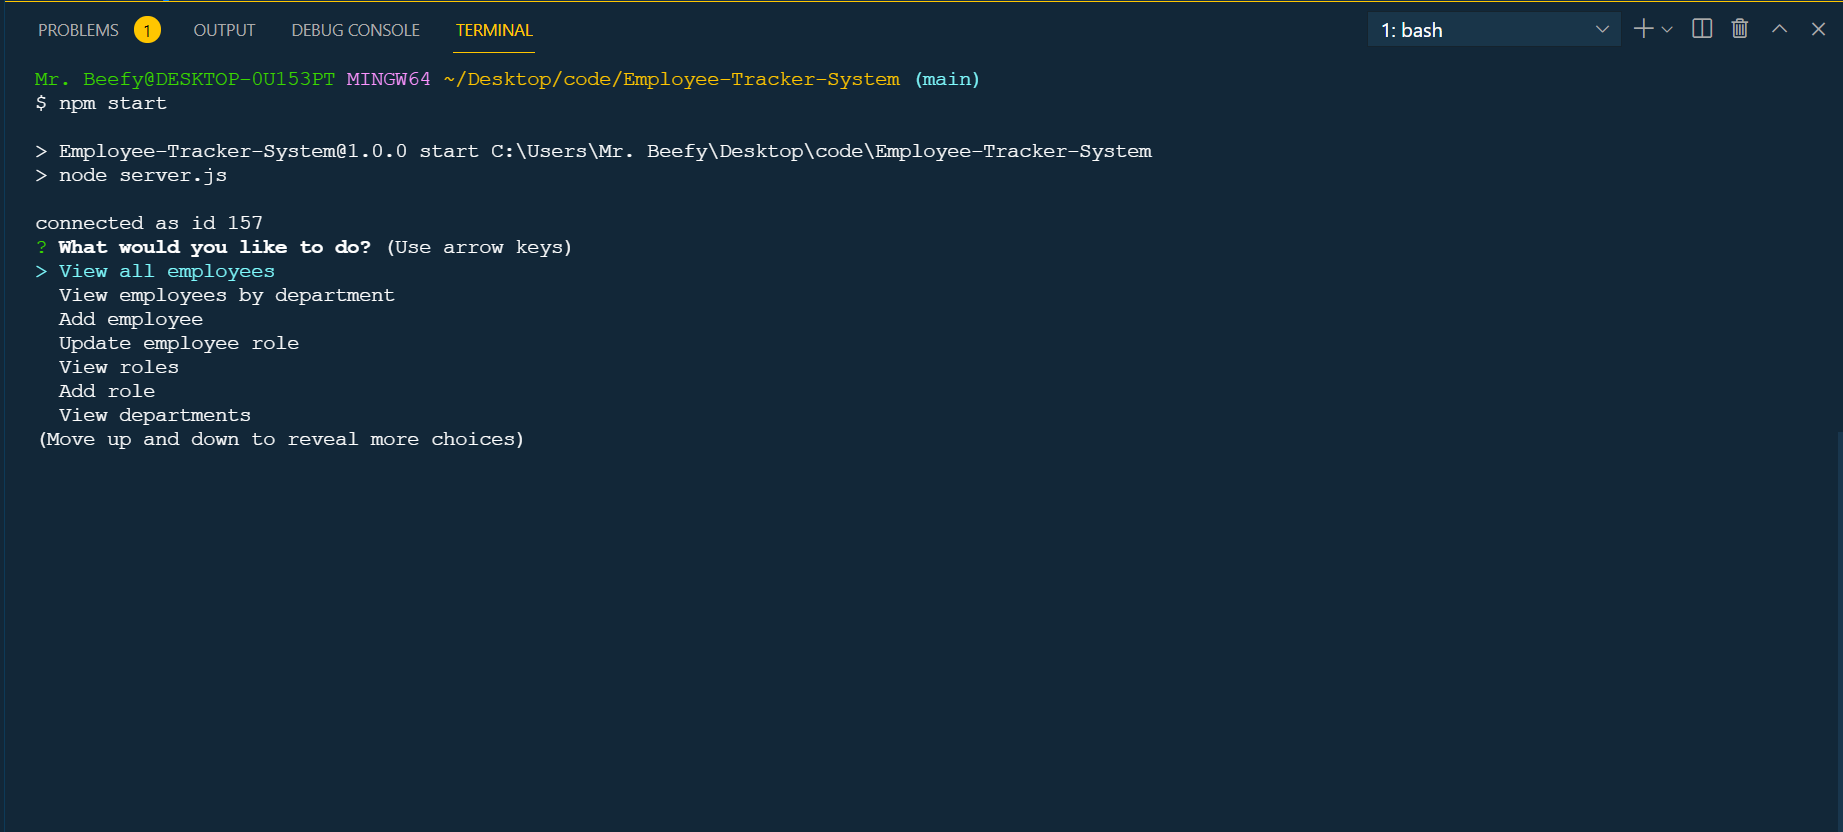 PROBLEMS 1 OUTPUT DEBUG CONSOLE TERMINAL 1: bash
Mr. Beefy@DESKTOP-0U153PT MINGW64 ~/Desktop/code/Employee-Tracker-System (main)
$ npm start
> Employee-Tracker-System@1.0.0 start C:\Users\Mr. Beefy\Desktop\code\Employee-Tracker-System
> node server.js
connected as id 157
? What would you like to do? (Use arrow keys)
> View all employees
View employees by department
Add employee
Update employee role
View roles
Add role
View departments
(Move up and down to reveal more choices)